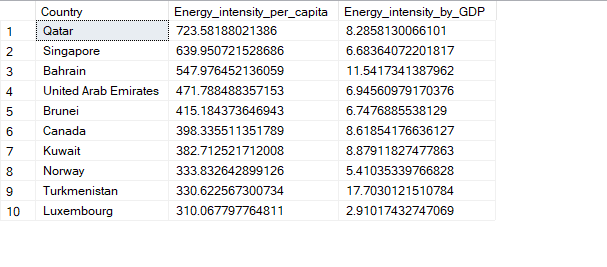 Country Energy_intensity_per_capita Energy_intensity_by_GDP
1 Qatar 723.58188021386 8.2858130066101
2 Singapore 639.950721528686 6.68364072201817
3 Bahrain 547.976452136059 11.5417341387962
4 United Arab Emirates 471.788488357153 6.94560979170376
5 Brunei 415.184373646943 6.7476885538129
6 Canada 398.335511351789 8.61854176636127
7 Kuwait 382.712521712008 8.87911827477863
8 Norway 333.832642899126 5.41035339766828
9 Turkmenistan 330.622567300734 17.7030121510784
10 Luxembourg 310.067797764811 2.91017432747069